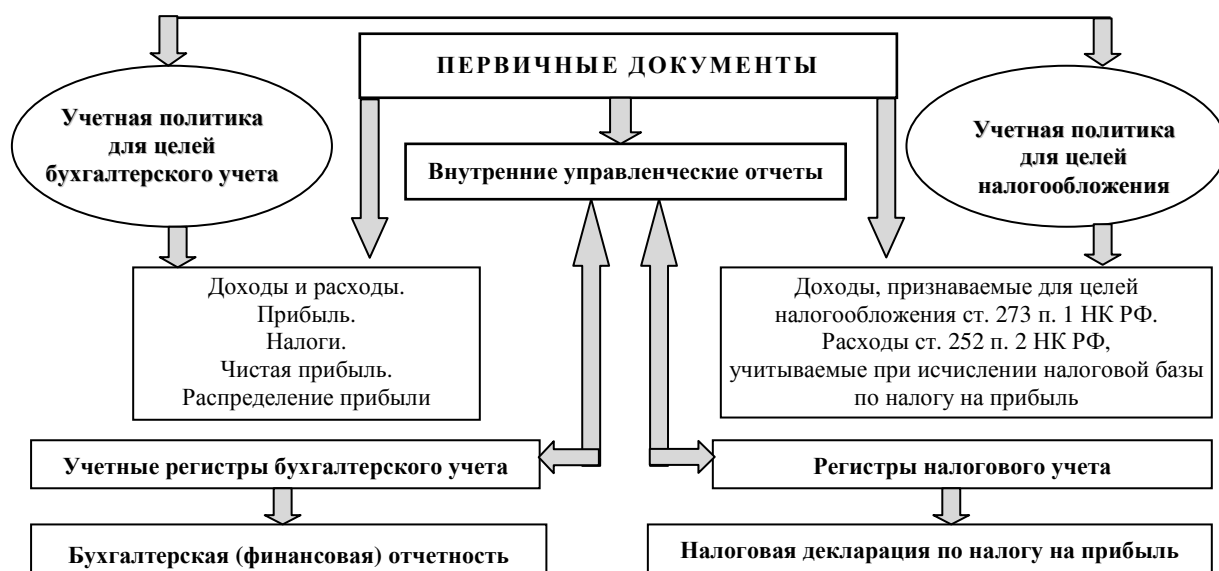 ПЕРВИЧНЫЕ ДОКУМЕНТЫ
Учетная политика
для целей
бухгалтерского учета
Учетная политика
для целей
налогообложения
Внутренние управленческие отчеты
Доходы и расходы.
Прибыль.
Налоги.
Чистая прибыль.
Распределение прибыли
Доходы, признаваемые для целей
налогообложения ст. 273 п. 1 НК РФ.
Расходы ст. 252 п. 2 НК РФ,
учитываемые при исчислении налоговой базы
по налогу на прибыль
Учетные регистры бухгалтерского учета
Регистры налогового учета
Бухгалтерская (финансовая) отчетность
Налоговая декларация по налогу на прибыль